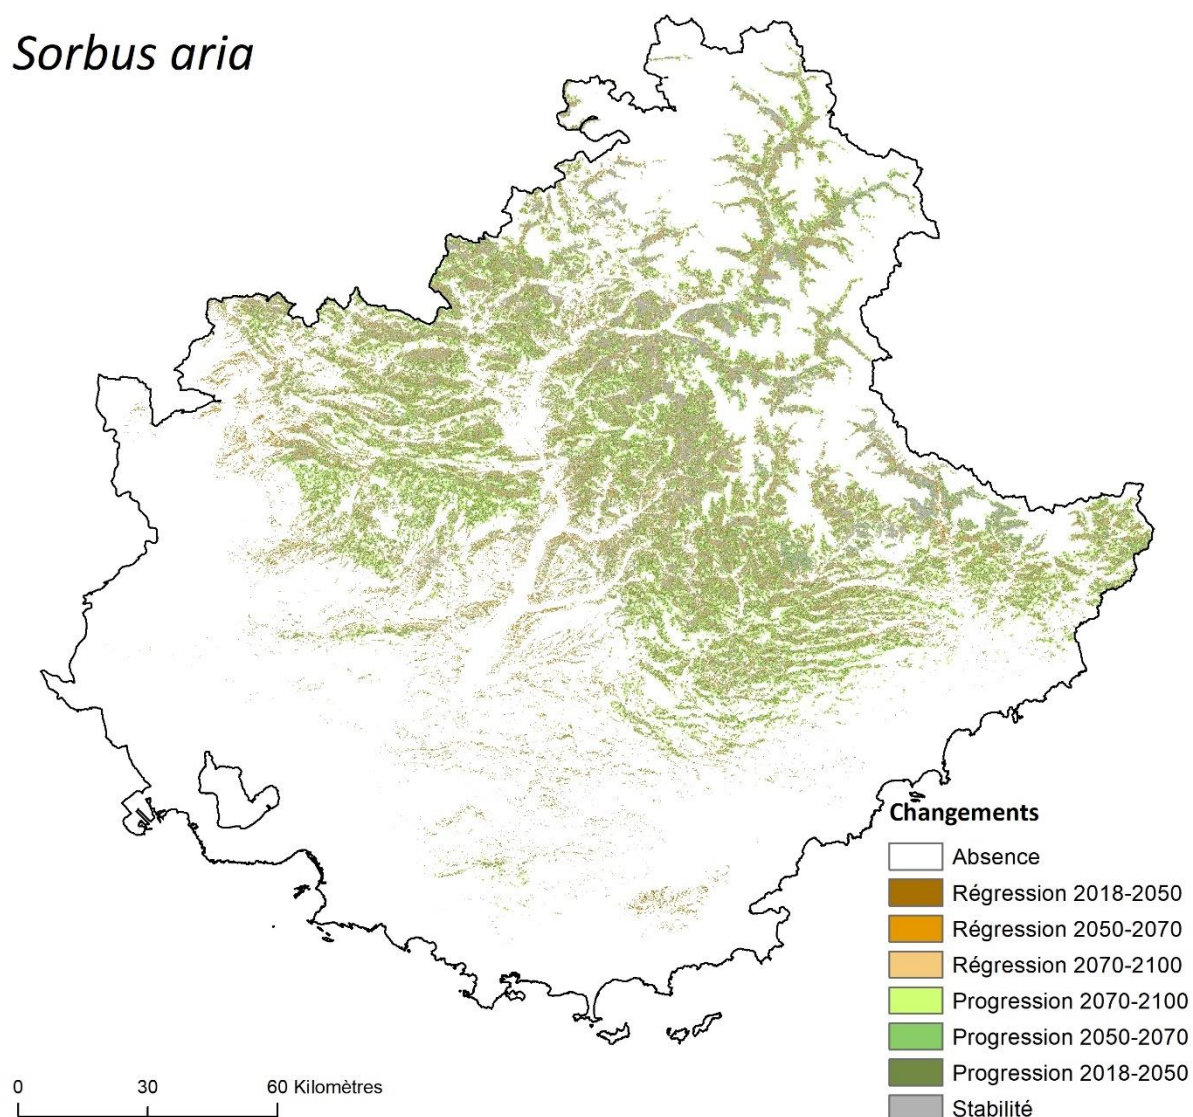 Sorbus aria
Changements
Absence
Régression 2018-2050
Régression 2050-2070
Régression 2070-2100
Progression 2070-2100
Progression 2050-2070
Progression 2018-2050
Stabilité
0 30 60 Kilomètres